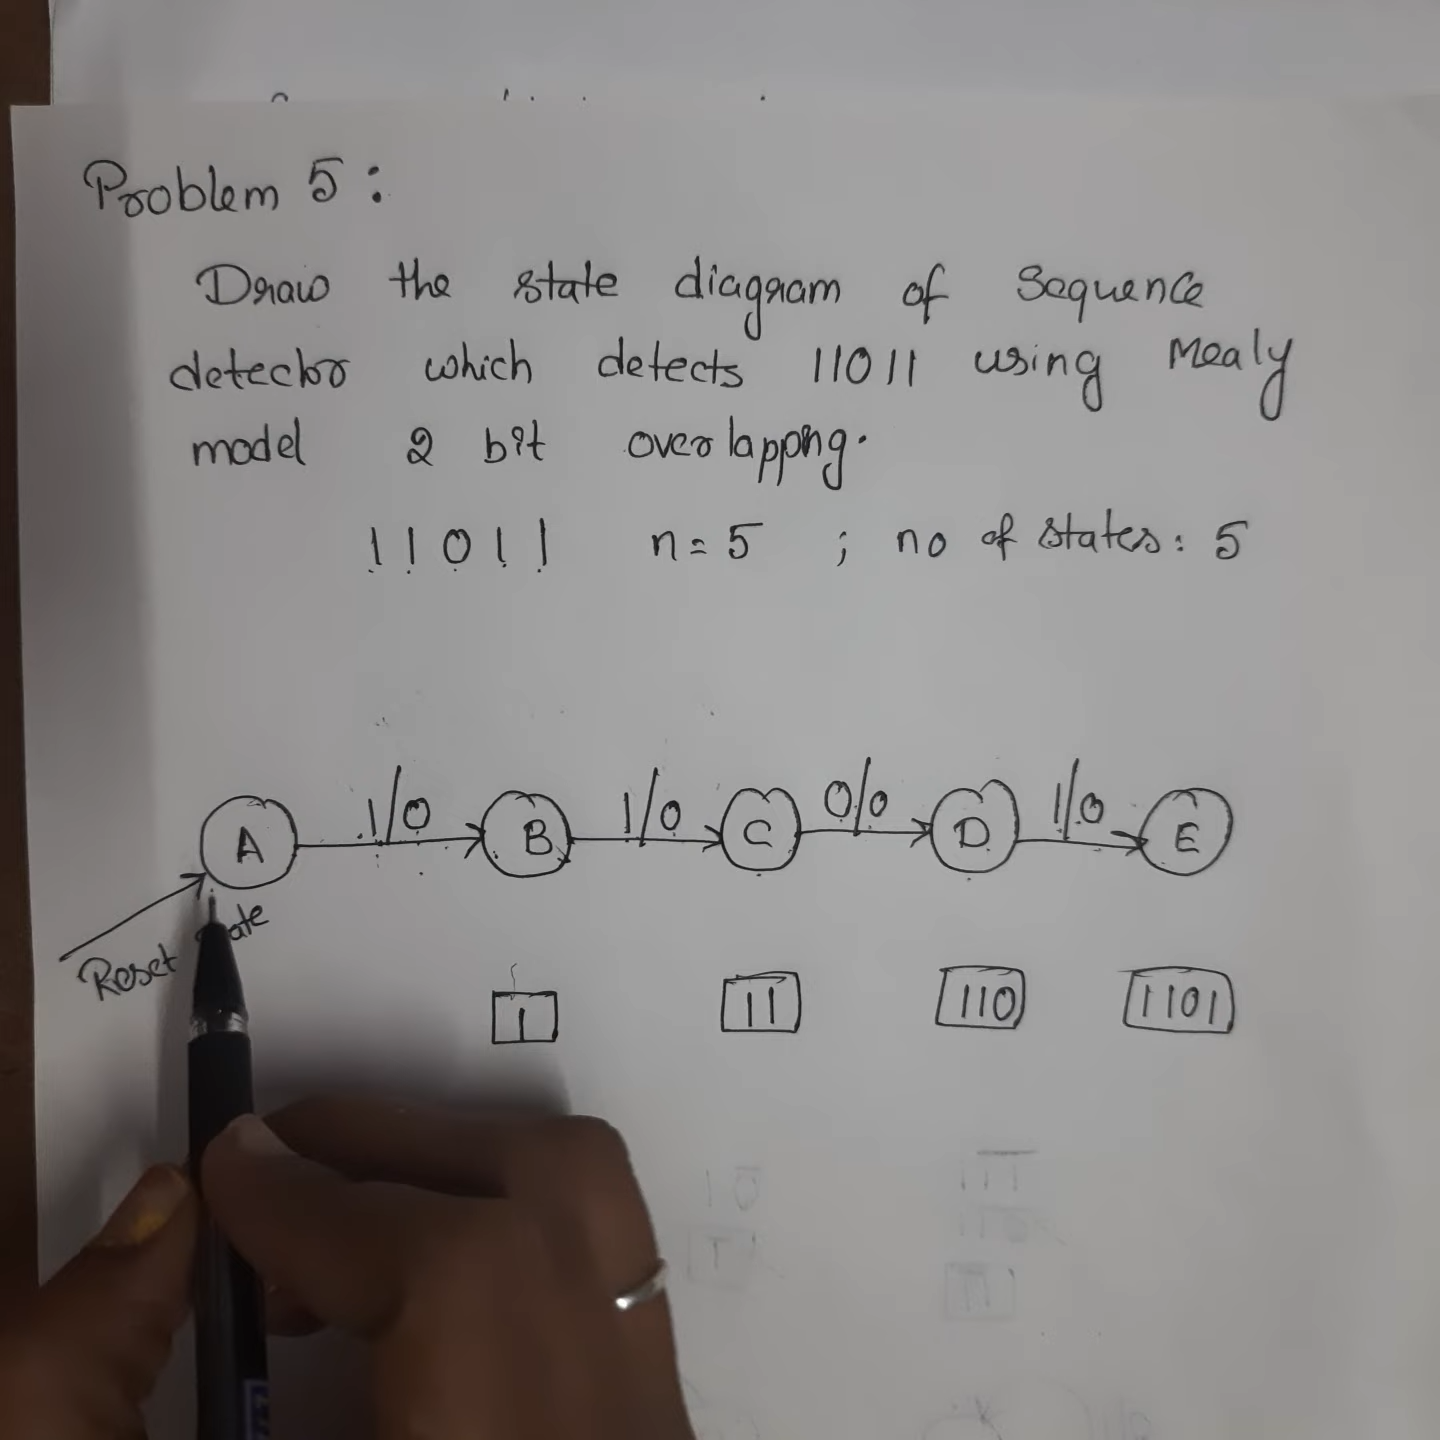 Problem 5:
Draw the state diagram of Sequence
detector which detects 11011 using Mealy
model 2 bit overlapping.
11011 n=5 ; no of states: 5
1/0 1/0 0/0 1/0
A B C D E
Reset
1 11 110 1101